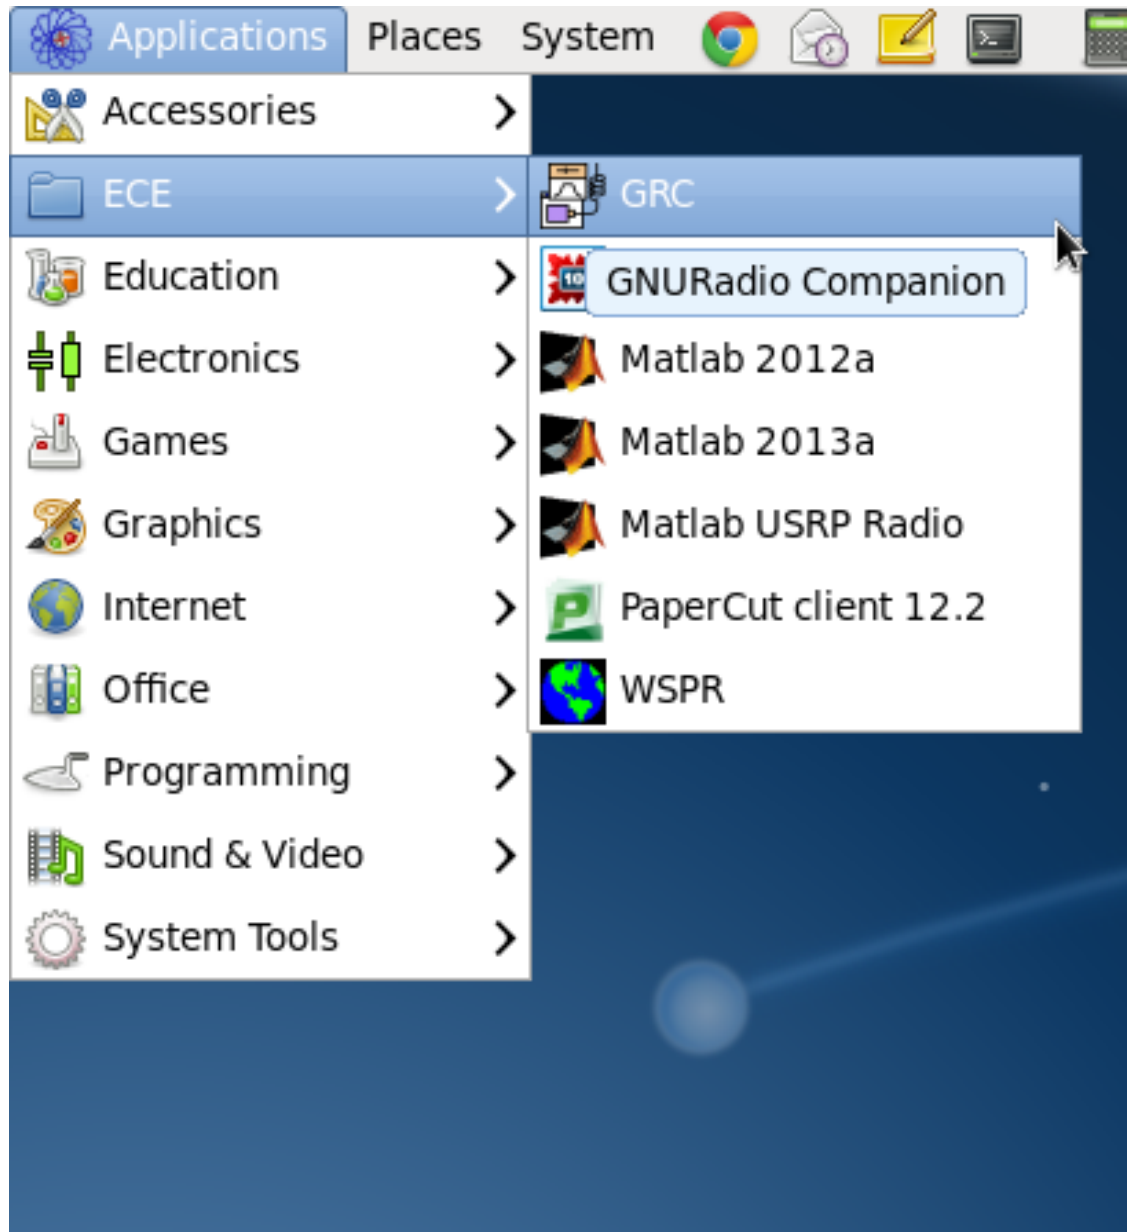 Applications Places System
Accessories
ECE
Education
Electronics
Games
Graphics
Internet
Office
Programming
Sound & Video
System Tools
GRC
GNURadio Companion
Matlab 2012a
Matlab 2013a
Matlab USRP Radio
PaperCut client 12.2
WSPR